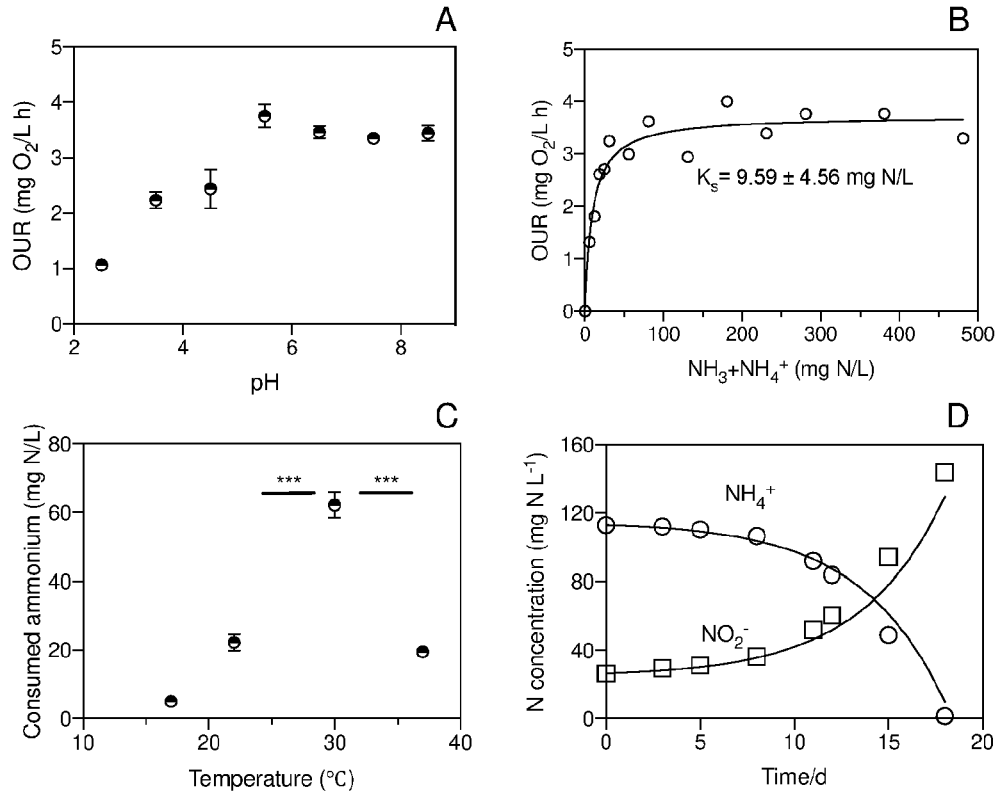 A
OUR (mg O₂/L h)
5
4
3
2
1
0
2 4 6 8
pH
B
OUR (mg O₂/L h)
5
4
3
2
1
0
Kₛ= 9.59 ± 4.56 mg N/L
0 100 200 300 400 500
NH₃+NH₄⁺ (mg N/L)
C
Consumed ammonium (mg N/L)
80
60
40
20
0
*** ***
10 20 30 40
Temperature (°C)
D
N concentration (mg N L⁻¹)
160
120
80
40
0
NH₄⁺
NO₂⁻
0 5 10 15 20
Time/d